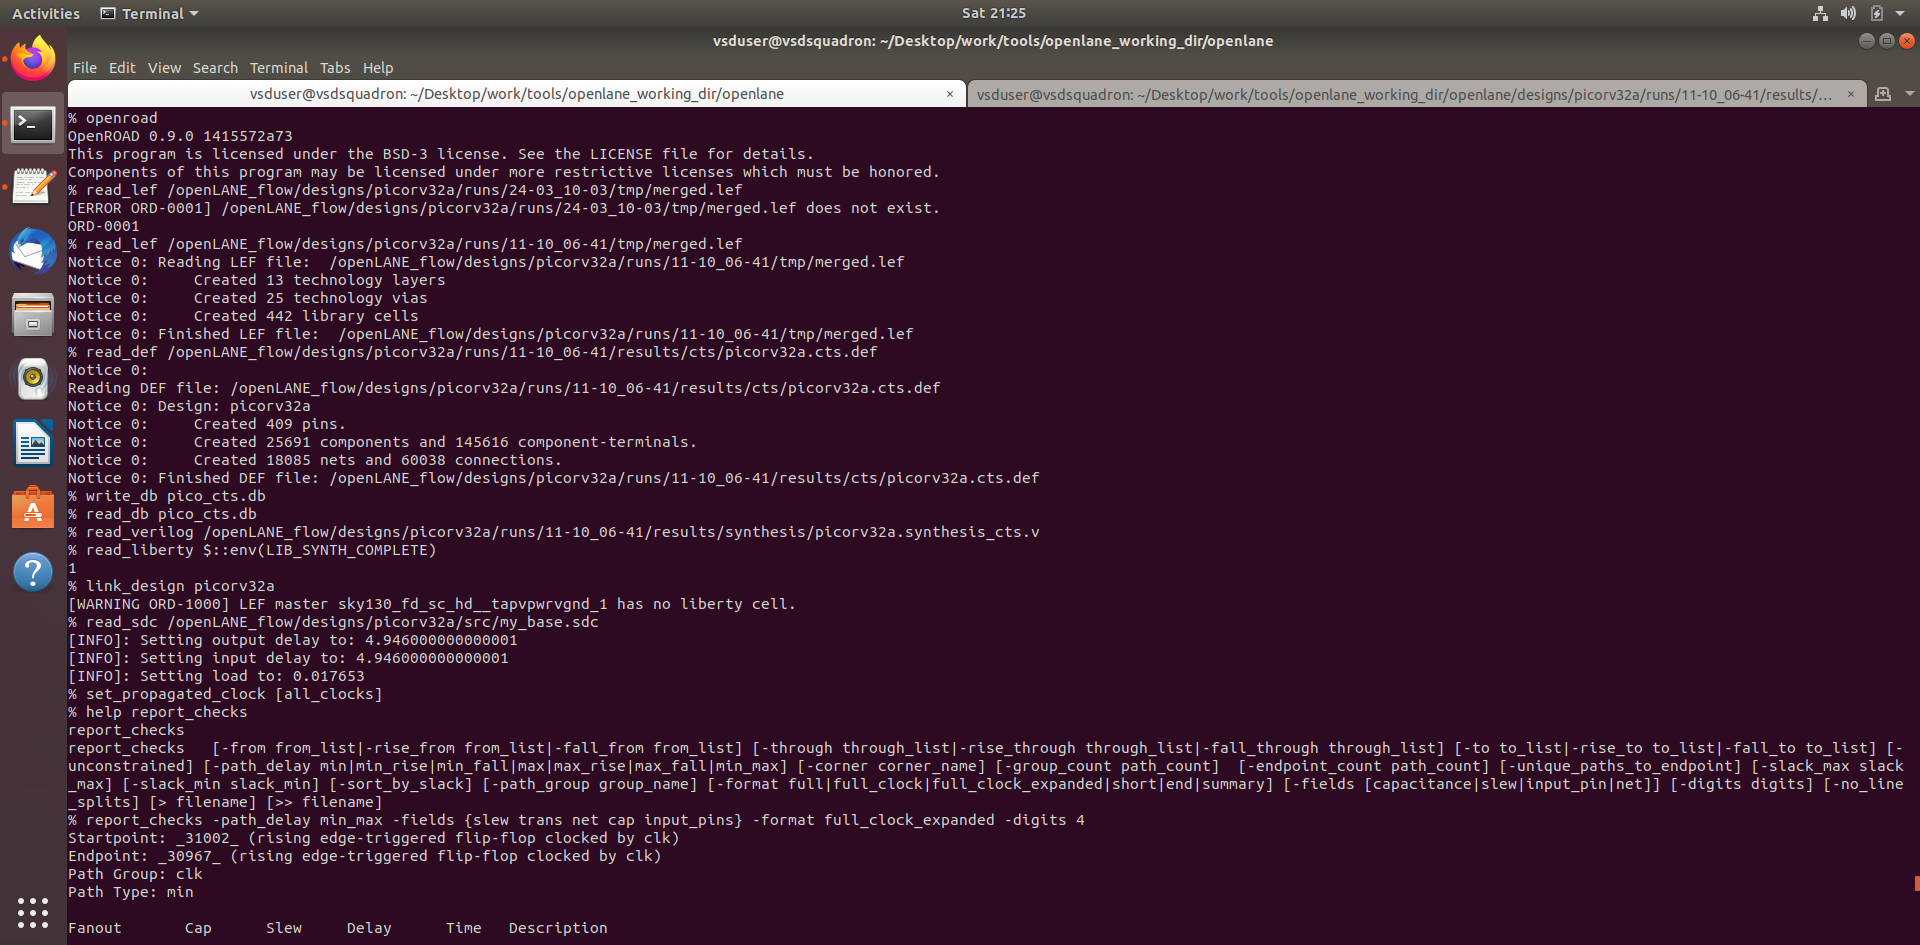 Activities
Terminal
Sat 21:25
vsduser@vsdsquadron: ~/Desktop/work/tools/openlane_working_dir/openlane
File Edit View Search Terminal Tabs Help
vsduser@vsdsquadron: ~/Desktop/work/tools/openlane_working_dir/openlane ×
vsduser@vsdsquadron: ~/Desktop/work/tools/openlane_working_dir/openlane/designs/picorv32a/runs/11-10_06-41/results/... ×
% openroad
OpenROAD 0.9.0 1415572a73
This program is licensed under the BSD-3 license. See the LICENSE file for details.
Components of this program may be licensed under more restrictive licenses which must be honored.
% read_lef /openLANE_flow/designs/picorv32a/runs/24-03_10-03/tmp/merged.lef
[ERROR ORD-0001] /openLANE_flow/designs/picorv32a/runs/24-03_10-03/tmp/merged.lef does not exist.
ORD-0001
% read_lef /openLANE_flow/designs/picorv32a/runs/11-10_06-41/tmp/merged.lef
Notice 0: Reading LEF file:  /openLANE_flow/designs/picorv32a/runs/11-10_06-41/tmp/merged.lef
Notice 0:     Created 13 technology layers
Notice 0:     Created 25 technology vias
Notice 0:     Created 442 library cells
Notice 0: Finished LEF file:  /openLANE_flow/designs/picorv32a/runs/11-10_06-41/tmp/merged.lef
% read_def /openLANE_flow/designs/picorv32a/runs/11-10_06-41/results/cts/picorv32a.cts.def
Notice 0:
Reading DEF file: /openLANE_flow/designs/picorv32a/runs/11-10_06-41/results/cts/picorv32a.cts.def
Notice 0: Design: picorv32a
Notice 0:     Created 409 pins.
Notice 0:     Created 25691 components and 145616 component-terminals.
Notice 0:     Created 18085 nets and 60038 connections.
Notice 0: Finished DEF file: /openLANE_flow/designs/picorv32a/runs/11-10_06-41/results/cts/picorv32a.cts.def
% write_db pico_cts.db
% read_db pico_cts.db
% read_verilog /openLANE_flow/designs/picorv32a/runs/11-10_06-41/results/synthesis/picorv32a.synthesis_cts.v
% read_liberty $::env(LIB_SYNTH_COMPLETE)
1
% link_design picorv32a
[WARNING ORD-1000] LEF master sky130_fd_sc_hd__tapvpwrvgnd_1 has no liberty cell.
% read_sdc /openLANE_flow/designs/picorv32a/src/my_base.sdc
[INFO]: Setting output delay to: 4.946000000000001
[INFO]: Setting input delay to: 4.946000000000001
[INFO]: Setting load to: 0.017653
% set_propagated_clock [all_clocks]
% help report_checks
report_checks
report_checks   [-from from_list|-rise_from from_list|-fall_from from_list] [-through through_list|-rise_through through_list|-fall_through through_list] [-to to_list|-rise_to to_list|-fall_to to_list] [-
unconstrained] [-path_delay min|min_rise|min_fall|max|max_rise|max_fall|min_max] [-corner corner_name] [-group_count path_count]  [-endpoint_count path_count] [-unique_paths_to_endpoint] [-slack_max slack
_max] [-slack_min slack_min] [-sort_by_slack] [-path_group group_name] [-format full|full_clock|full_clock_expanded|short|end|summary] [-fields [capacitance|slew|input_pin|net]] [-digits digits] [-no_line
_splits] [> filename] [>> filename]
% report_checks -path_delay min_max -fields {slew trans net cap input_pins} -format full_clock_expanded -digits 4
Startpoint: _31002_ (rising edge-triggered flip-flop clocked by clk)
Endpoint: _30967_ (rising edge-triggered flip-flop clocked by clk)
Path Group: clk
Path Type: min
Fanout       Cap      Slew     Delay      Time   Description